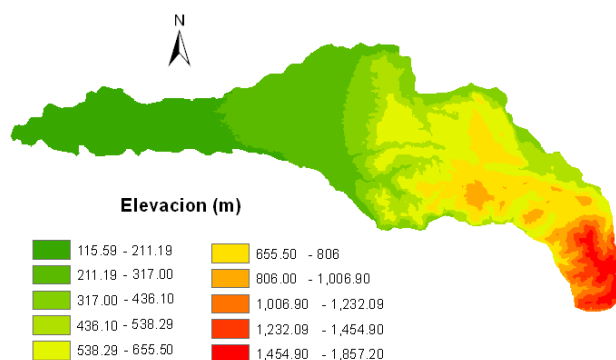 N
Elevacion (m)
115.59 - 211.19
211.19 - 317.00
317.00 - 436.10
436.10 - 538.29
538.29 - 655.50
655.50 - 806
806.00 - 1,006.90
1,006.90 - 1,232.09
1,232.09 - 1,454.90
1,454.90 - 1,857.20